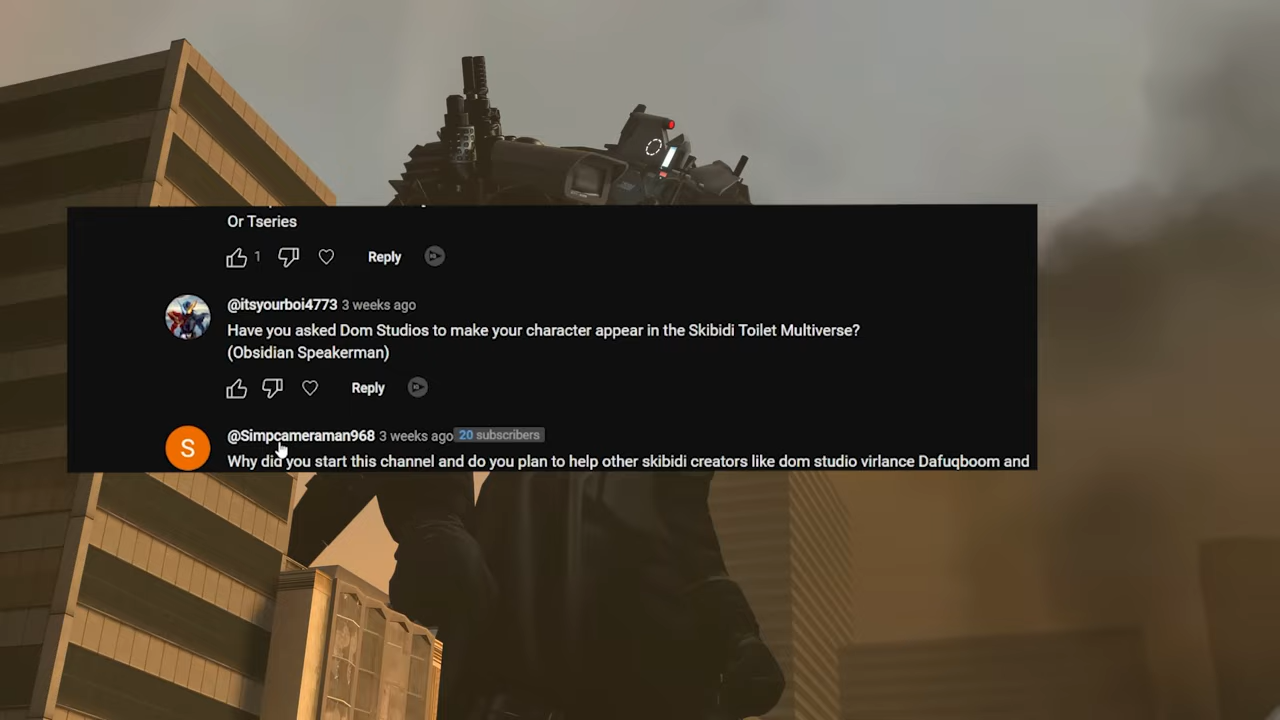 Or Tseries
1 Reply
@itsyourboi4773 3 weeks ago
Have you asked Dom Studios to make your character appear in the Skibidi Toilet Multiverse?
(Obsidian Speakerman)
Reply
S
@Simpcameraman968 3 weeks ago 20 subscribers
Why did you start this channel and do you plan to help other skibidi creators like dom studio virlance Dafuqboom and